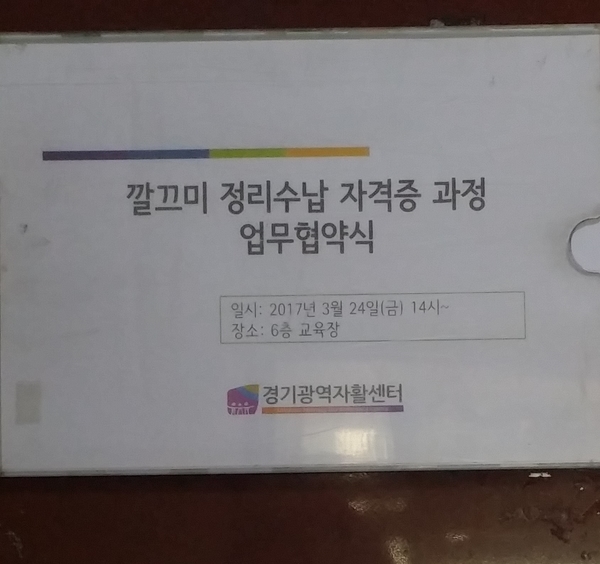 깔끄미 정리수납 자격증 과정
업무협약식
일시: 2017년 3월 24일(금) 14시~
장소: 6층 교육장
경기광역자활센터